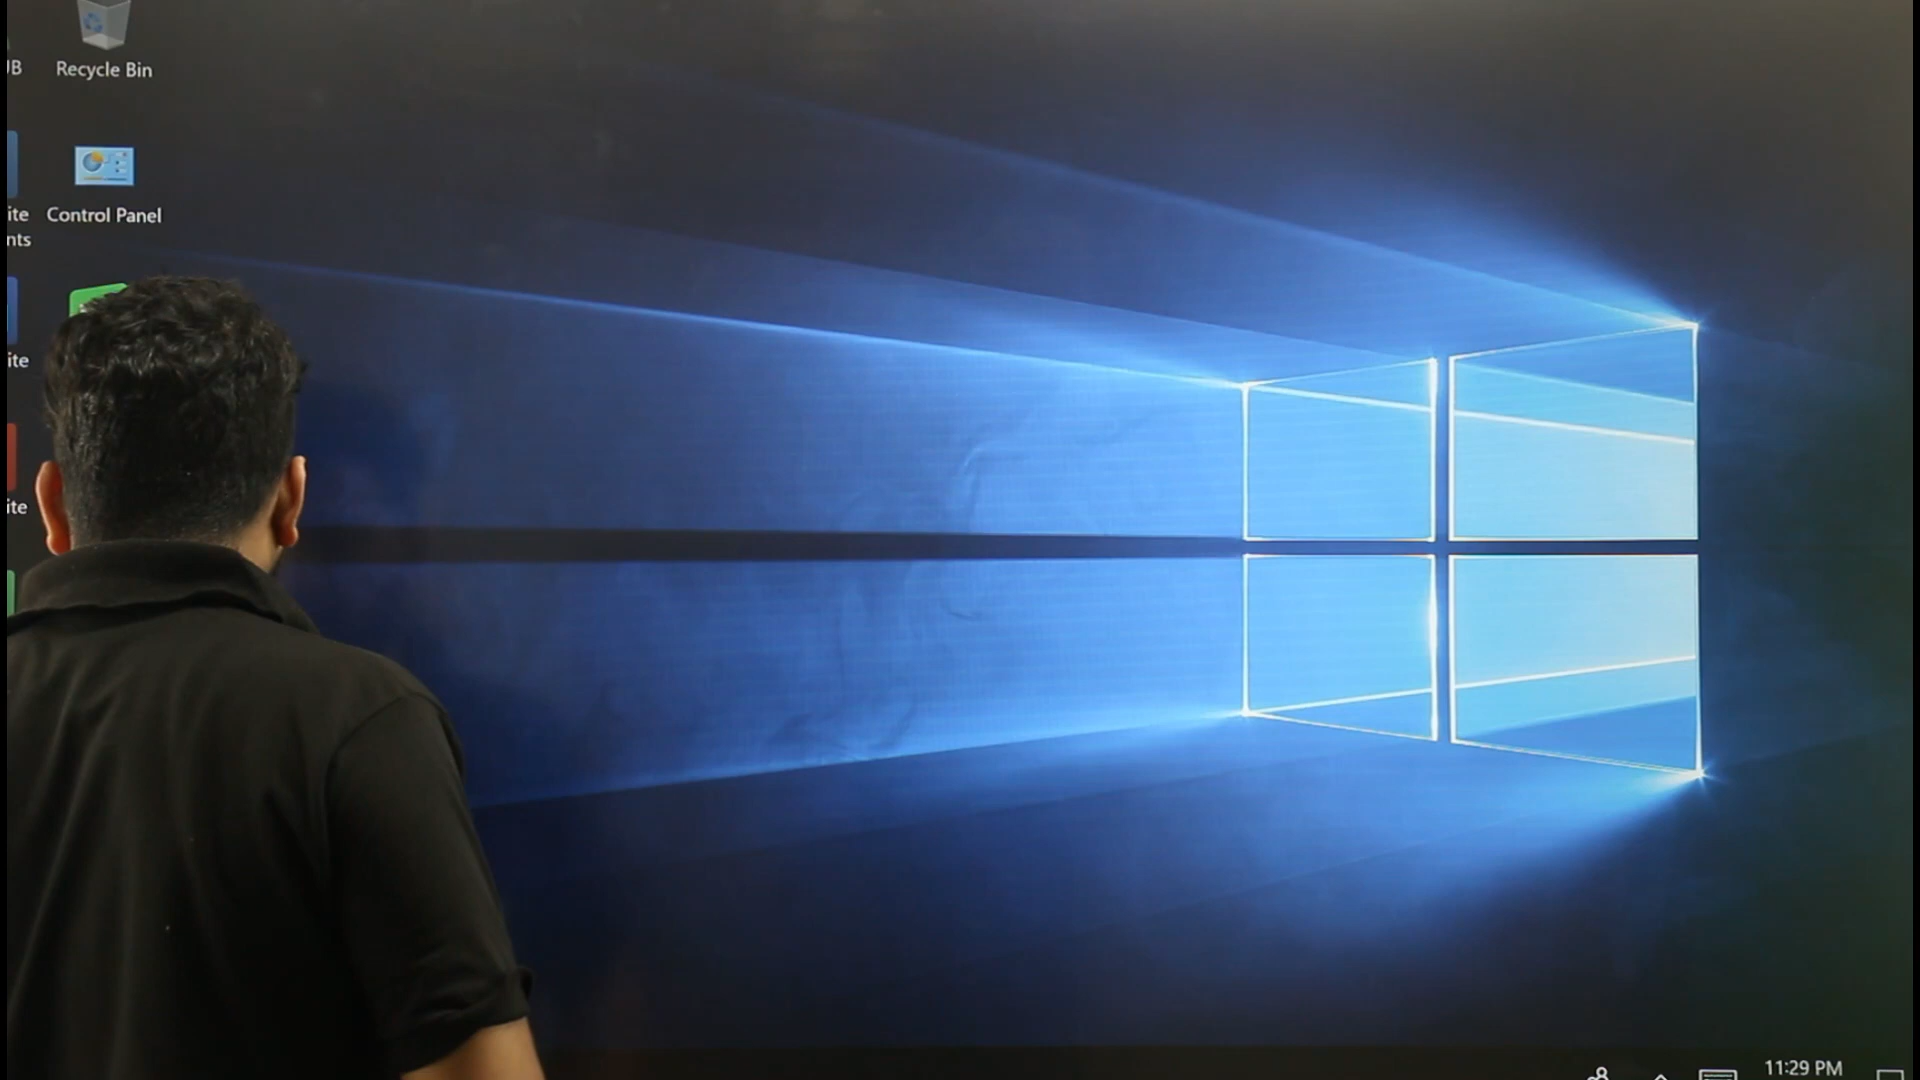 Recycle Bin
Control Panel
ite
nts
ite
ite
11:29 PM